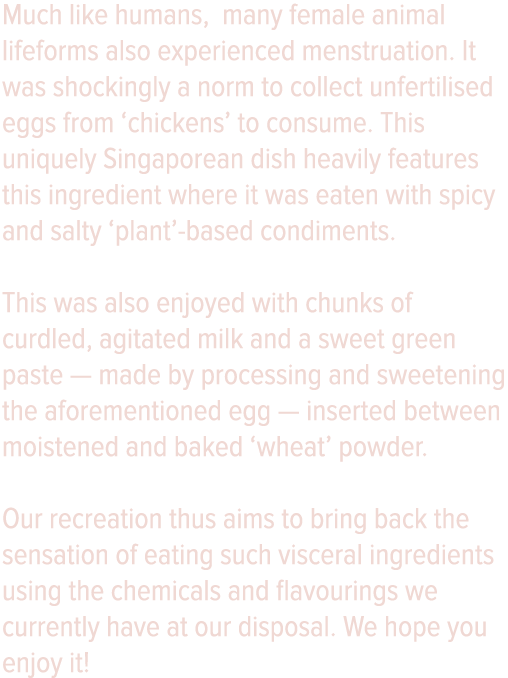 Much like humans,  many female animal
lifeforms also experienced menstruation. It
was shockingly a norm to collect unfertilised
eggs from ‘chickens’ to consume. This
uniquely Singaporean dish heavily features
this ingredient where it was eaten with spicy
and salty ‘plant’-based condiments.

This was also enjoyed with chunks of
curdled, agitated milk and a sweet green
paste — made by processing and sweetening
the aforementioned egg — inserted between
moistened and baked ‘wheat’ powder.

Our recreation thus aims to bring back the
sensation of eating such visceral ingredients
using the chemicals and flavourings we
currently have at our disposal. We hope you
enjoy it!